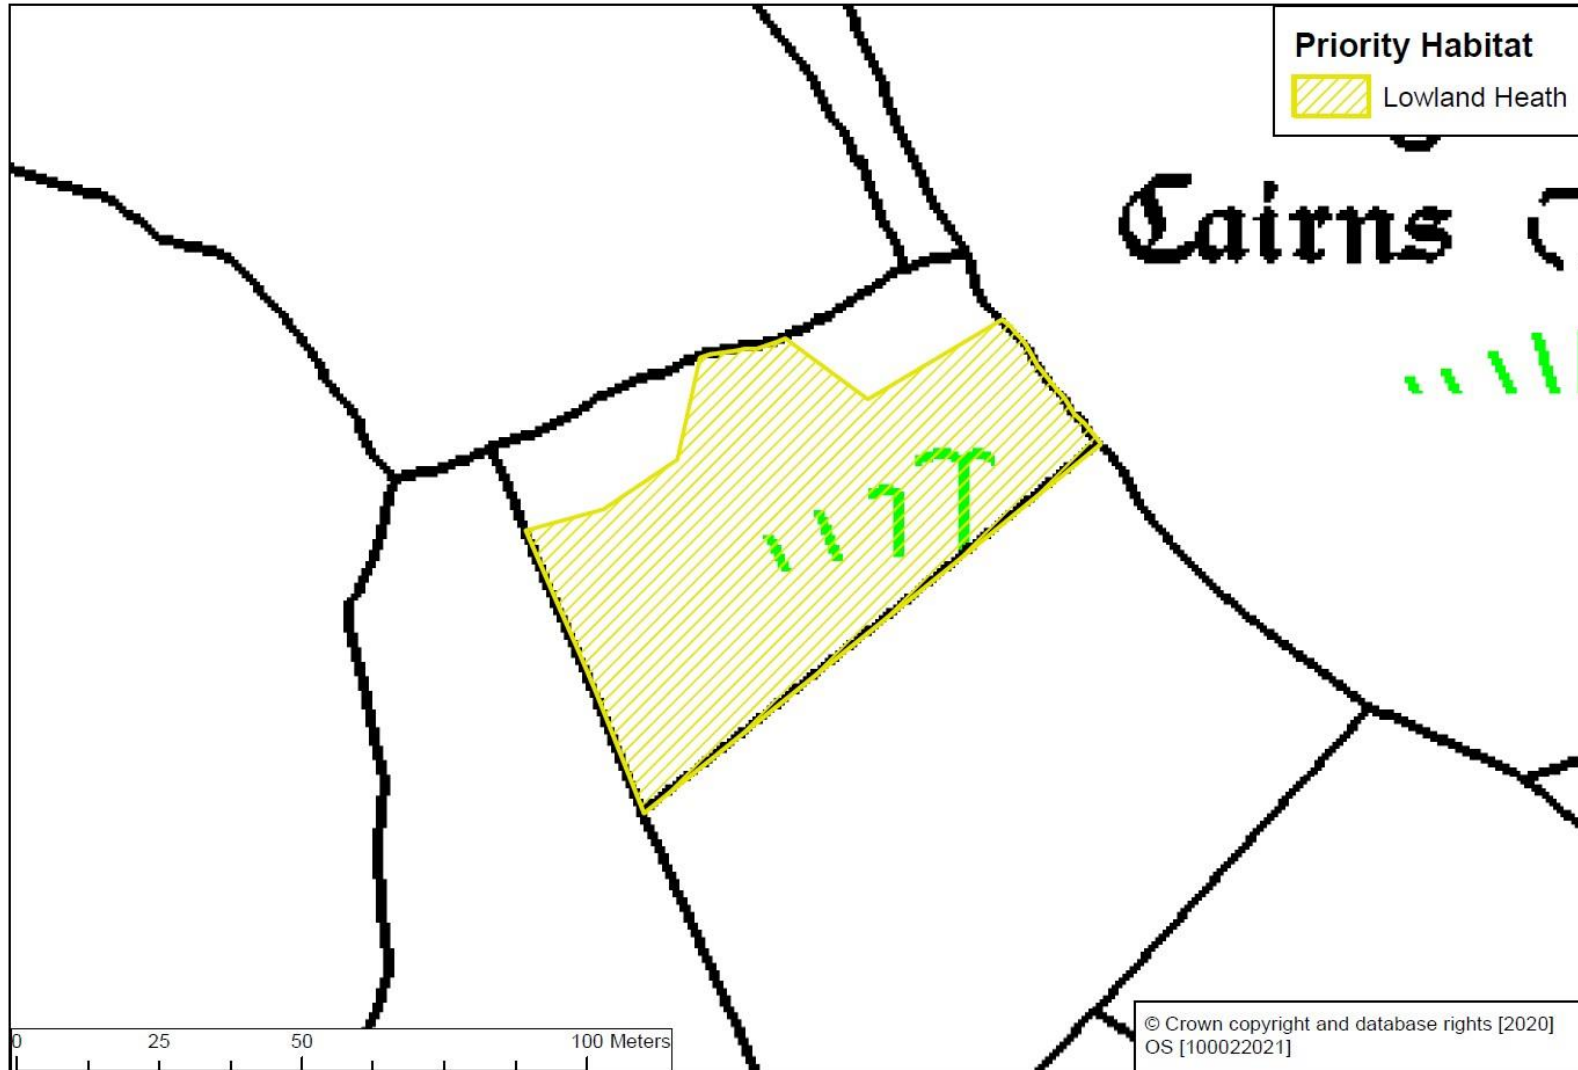 Priority Habitat
Lowland Heath
Cairns
0 25 50 100 Meters
© Crown copyright and database rights [2020]
OS [100022021]